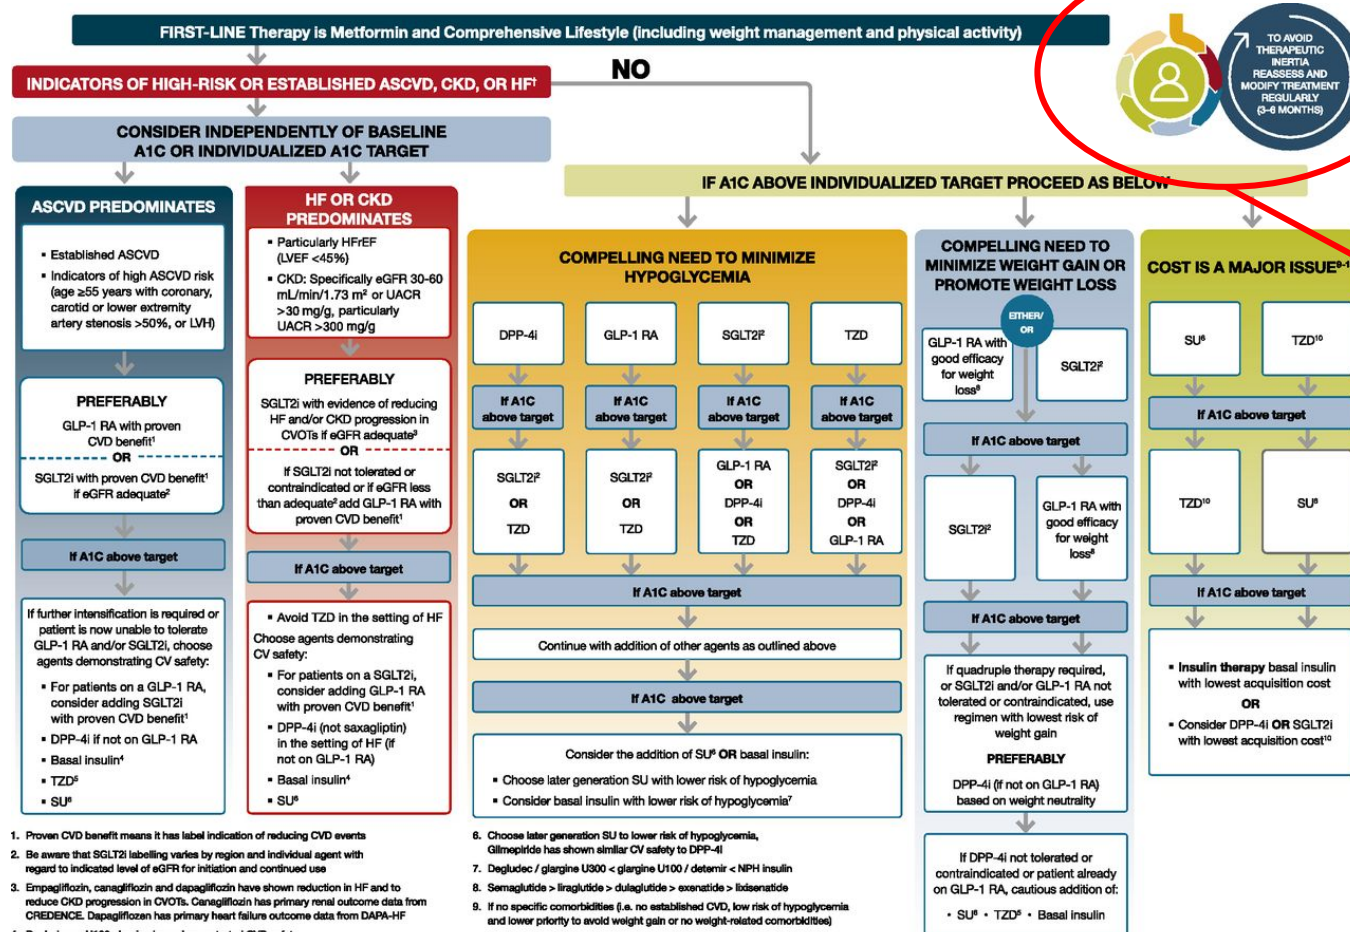 FIRST-LINE Therapy is Metformin and Comprehensive Lifestyle (including weight management and physical activity)
TO AVOID
THERAPEUTIC
INERTIA
REASSESS AND
MODIFY TREATMENT
REGULARLY
(3-6 MONTHS)
INDICATORS OF HIGH-RISK OR ESTABLISHED ASCVD, CKD, OR HF†
NO
CONSIDER INDEPENDENTLY OF BASELINE
A1C OR INDIVIDUALIZED A1C TARGET
IF A1C ABOVE INDIVIDUALIZED TARGET PROCEED AS BELOW
ASCVD PREDOMINATES
▪ Established ASCVD
▪ Indicators of high ASCVD risk
(age ≥55 years with coronary,
carotid or lower extremity
artery stenosis >50%, or LVH)
PREFERABLY
GLP-1 RA with proven
CVD benefit¹
OR
SGLT2i with proven CVD benefit¹
if eGFR adequate²
If A1C above target
If further intensification is required or
patient is now unable to tolerate
GLP-1 RA and/or SGLT2i, choose
agents demonstrating CV safety:
▪ For patients on a GLP-1 RA,
consider adding SGLT2i
with proven CVD benefit¹
▪ DPP-4i if not on GLP-1 RA
▪ Basal insulin⁴
▪ TZD⁵
▪ SU⁶
HF OR CKD
PREDOMINATES
▪ Particularly HFrEF
(LVEF <45%)
▪ CKD: Specifically eGFR 30-60
mL/min/1.73 m² or UACR
>30 mg/g, particularly
UACR >300 mg/g
PREFERABLY
SGLT2i with evidence of reducing
HF and/or CKD progression in
CVOTs if eGFR adequate³
OR
If SGLT2i not tolerated or
contraindicated or if eGFR less
than adequate² add GLP-1 RA with
proven CVD benefit¹
If A1C above target
▪ Avoid TZD in the setting of HF
Choose agents demonstrating
CV safety:
▪ For patients on a SGLT2i,
consider adding GLP-1 RA
with proven CVD benefit¹
▪ DPP-4i (not saxagliptin)
in the setting of HF (if
not on GLP-1 RA)
▪ Basal insulin⁴
▪ SU⁶
COMPELLING NEED TO MINIMIZE
HYPOGLYCEMIA
DPP-4i
GLP-1 RA
SGLT2i²
TZD
If A1C
above target
If A1C
above target
If A1C
above target
If A1C
above target
SGLT2i²
OR
TZD
SGLT2i²
OR
TZD
GLP-1 RA
OR
DPP-4i
OR
TZD
SGLT2i²
OR
DPP-4i
OR
GLP-1 RA
If A1C above target
Continue with addition of other agents as outlined above
If A1C above target
Consider the addition of SU⁶ OR basal insulin:
▪ Choose later generation SU with lower risk of hypoglycemia
▪ Consider basal insulin with lower risk of hypoglycemia⁷
COMPELLING NEED TO
MINIMIZE WEIGHT GAIN OR
PROMOTE WEIGHT LOSS
EITHER/
OR
GLP-1 RA with
good efficacy
for weight
loss⁸
SGLT2i²
If A1C above target
SGLT2i²
GLP-1 RA with
good efficacy
for weight
loss⁸
If A1C above target
If quadruple therapy required,
or SGLT2i and/or GLP-1 RA not
tolerated or contraindicated, use
regimen with lowest risk of
weight gain
PREFERABLY
DPP-4i (if not on GLP-1 RA)
based on weight neutrality
If DPP-4i not tolerated or
contraindicated or patient already
on GLP-1 RA, cautious addition of:
• SU⁶ • TZD⁵ • Basal insulin
COST IS A MAJOR ISSUE⁹⁻¹
SU⁶
TZD¹⁰
If A1C above target
TZD¹⁰
SU⁶
If A1C above target
▪ Insulin therapy basal insulin
with lowest acquisition cost
OR
▪ Consider DPP-4i OR SGLT2i
with lowest acquisition cost¹⁰
1. Proven CVD benefit means it has label indication of reducing CVD events
2. Be aware that SGLT2i labelling varies by region and individual agent with
regard to indicated level of eGFR for initiation and continued use
3. Empagliflozin, canagliflozin and dapagliflozin have shown reduction in HF and to
reduce CKD progression in CVOTs. Canagliflozin has primary renal outcome data from
CREDENCE. Dapagliflozen has primary heart failure outcome data from DAPA-HF
6. Choose later generation SU to lower risk of hypoglycemia,
Glimepiride has shown similar CV safety to DPP-4i
7. Degludec / glargine U300 < glargine U100 / detemir < NPH insulin
8. Semaglutide > liraglutide > dulaglutide > exenatide > lixisenatide
9. If no specific comorbidities (i.e. no established CVD, low risk of hypoglycemia
and lower priority to avoid weight gain or no weight-related comorbidities)